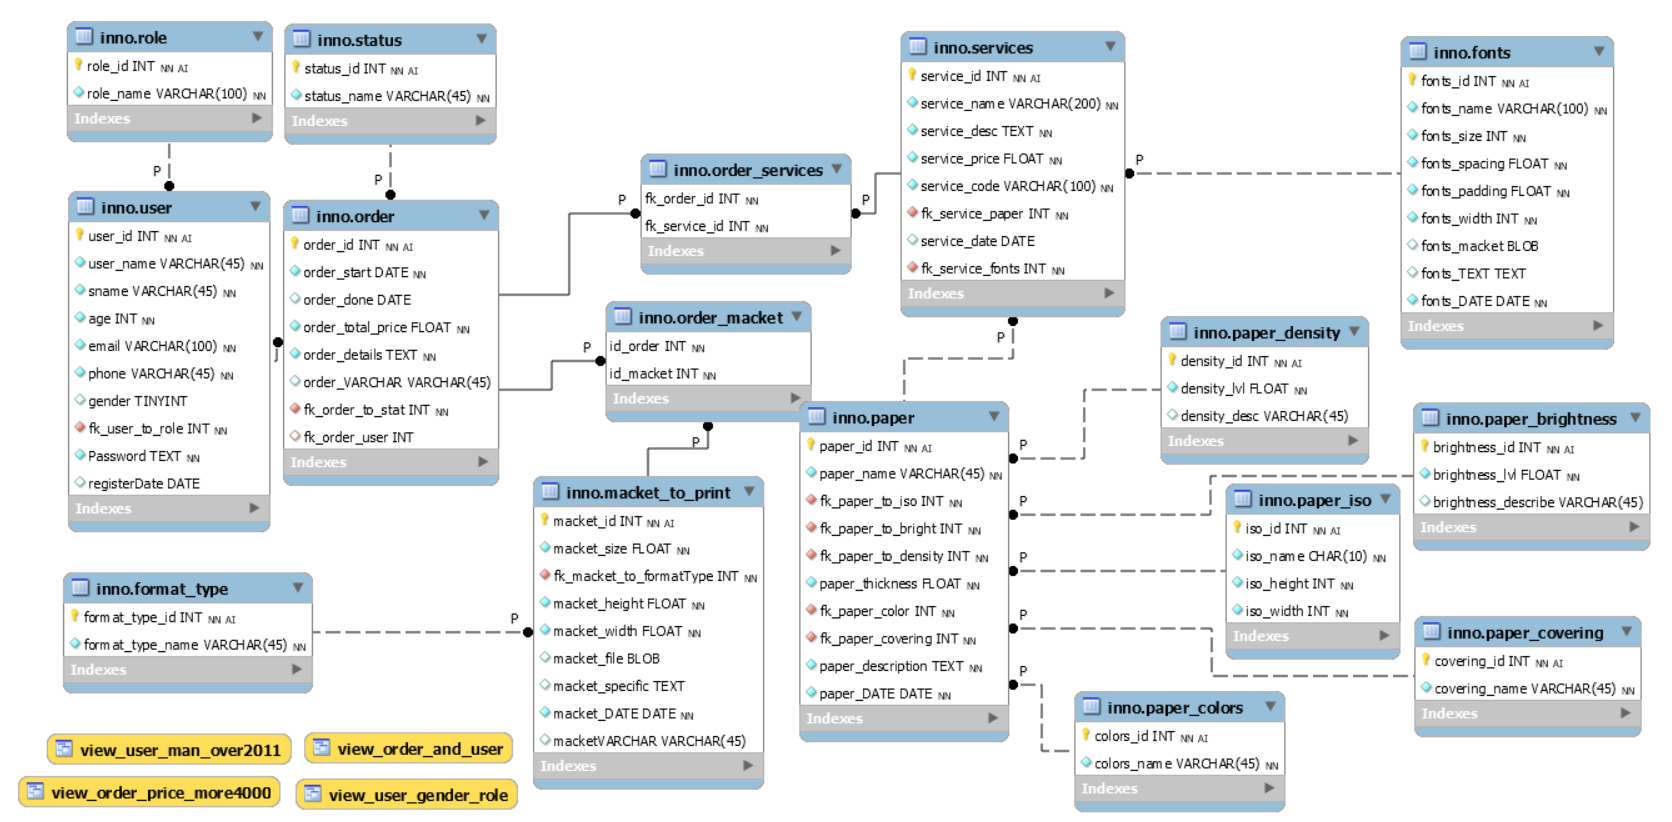 inno.role
role_id INT NN AI
role_name VARCHAR(100) NN
Indexes
inno.status
status_id INT NN AI
status_name VARCHAR(45) NN
Indexes
P
P
inno.user
user_id INT NN AI
user_name VARCHAR(45) NN
sname VARCHAR(45) NN
age INT NN
email VARCHAR(100) NN
phone VARCHAR(45) NN
gender TINYINT
fk_user_to_role INT NN
Password TEXT NN
registerDate DATE
Indexes
inno.order
order_id INT NN AI
order_start DATE NN
order_done DATE
order_total_price FLOAT NN
order_details TEXT NN
order_VARCHAR VARCHAR(45)
fk_order_to_stat INT NN
fk_order_user INT
Indexes
inno.order_services
fk_order_id INT NN
fk_service_id INT NN
Indexes
P
P
inno.order_macket
id_order INT NN
id_macket INT NN
Indexes
P
P
inno.services
service_id INT NN AI
service_name VARCHAR(200) NN
service_desc TEXT NN
service_price FLOAT NN
service_code VARCHAR(100) NN
fk_service_paper INT NN
service_date DATE
fk_service_fonts INT NN
Indexes
P
P
inno.fonts
fonts_id INT NN AI
fonts_name VARCHAR(100) NN
fonts_size INT NN
fonts_spacing FLOAT NN
fonts_padding FLOAT NN
fonts_width INT NN
fonts_macket BLOB
fonts_TEXT TEXT
fonts_DATE DATE NN
Indexes
inno.paper_density
density_id INT NN AI
density_lvl FLOAT NN
density_desc VARCHAR(45)
Indexes
inno.paper
paper_id INT NN AI
paper_name VARCHAR(45) NN
fk_paper_to_iso INT NN
fk_paper_to_bright INT NN
fk_paper_to_density INT NN
paper_thickness FLOAT NN
fk_paper_color INT NN
fk_paper_covering INT NN
paper_description TEXT NN
paper_DATE DATE NN
Indexes
P
P
P
P
P
inno.paper_brightness
brightness_id INT NN AI
brightness_lvl FLOAT NN
brightness_describe VARCHAR(45)
Indexes
inno.paper_iso
iso_id INT NN AI
iso_name CHAR(10) NN
iso_height INT NN
iso_width INT NN
Indexes
inno.paper_covering
covering_id INT NN AI
covering_name VARCHAR(45) NN
Indexes
inno.paper_colors
colors_id INT NN AI
colors_name VARCHAR(45) NN
Indexes
inno.macket_to_print
macket_id INT NN AI
macket_size FLOAT NN
fk_macket_to_formatType INT NN
macket_height FLOAT NN
macket_width FLOAT NN
macket_file BLOB
macket_specific TEXT
macket_DATE DATE NN
macketVARCHAR VARCHAR(45)
Indexes
P
inno.format_type
format_type_id INT NN AI
format_type_name VARCHAR(45) NN
Indexes
view_user_man_over2011
view_order_and_user
view_order_price_more4000
view_user_gender_role